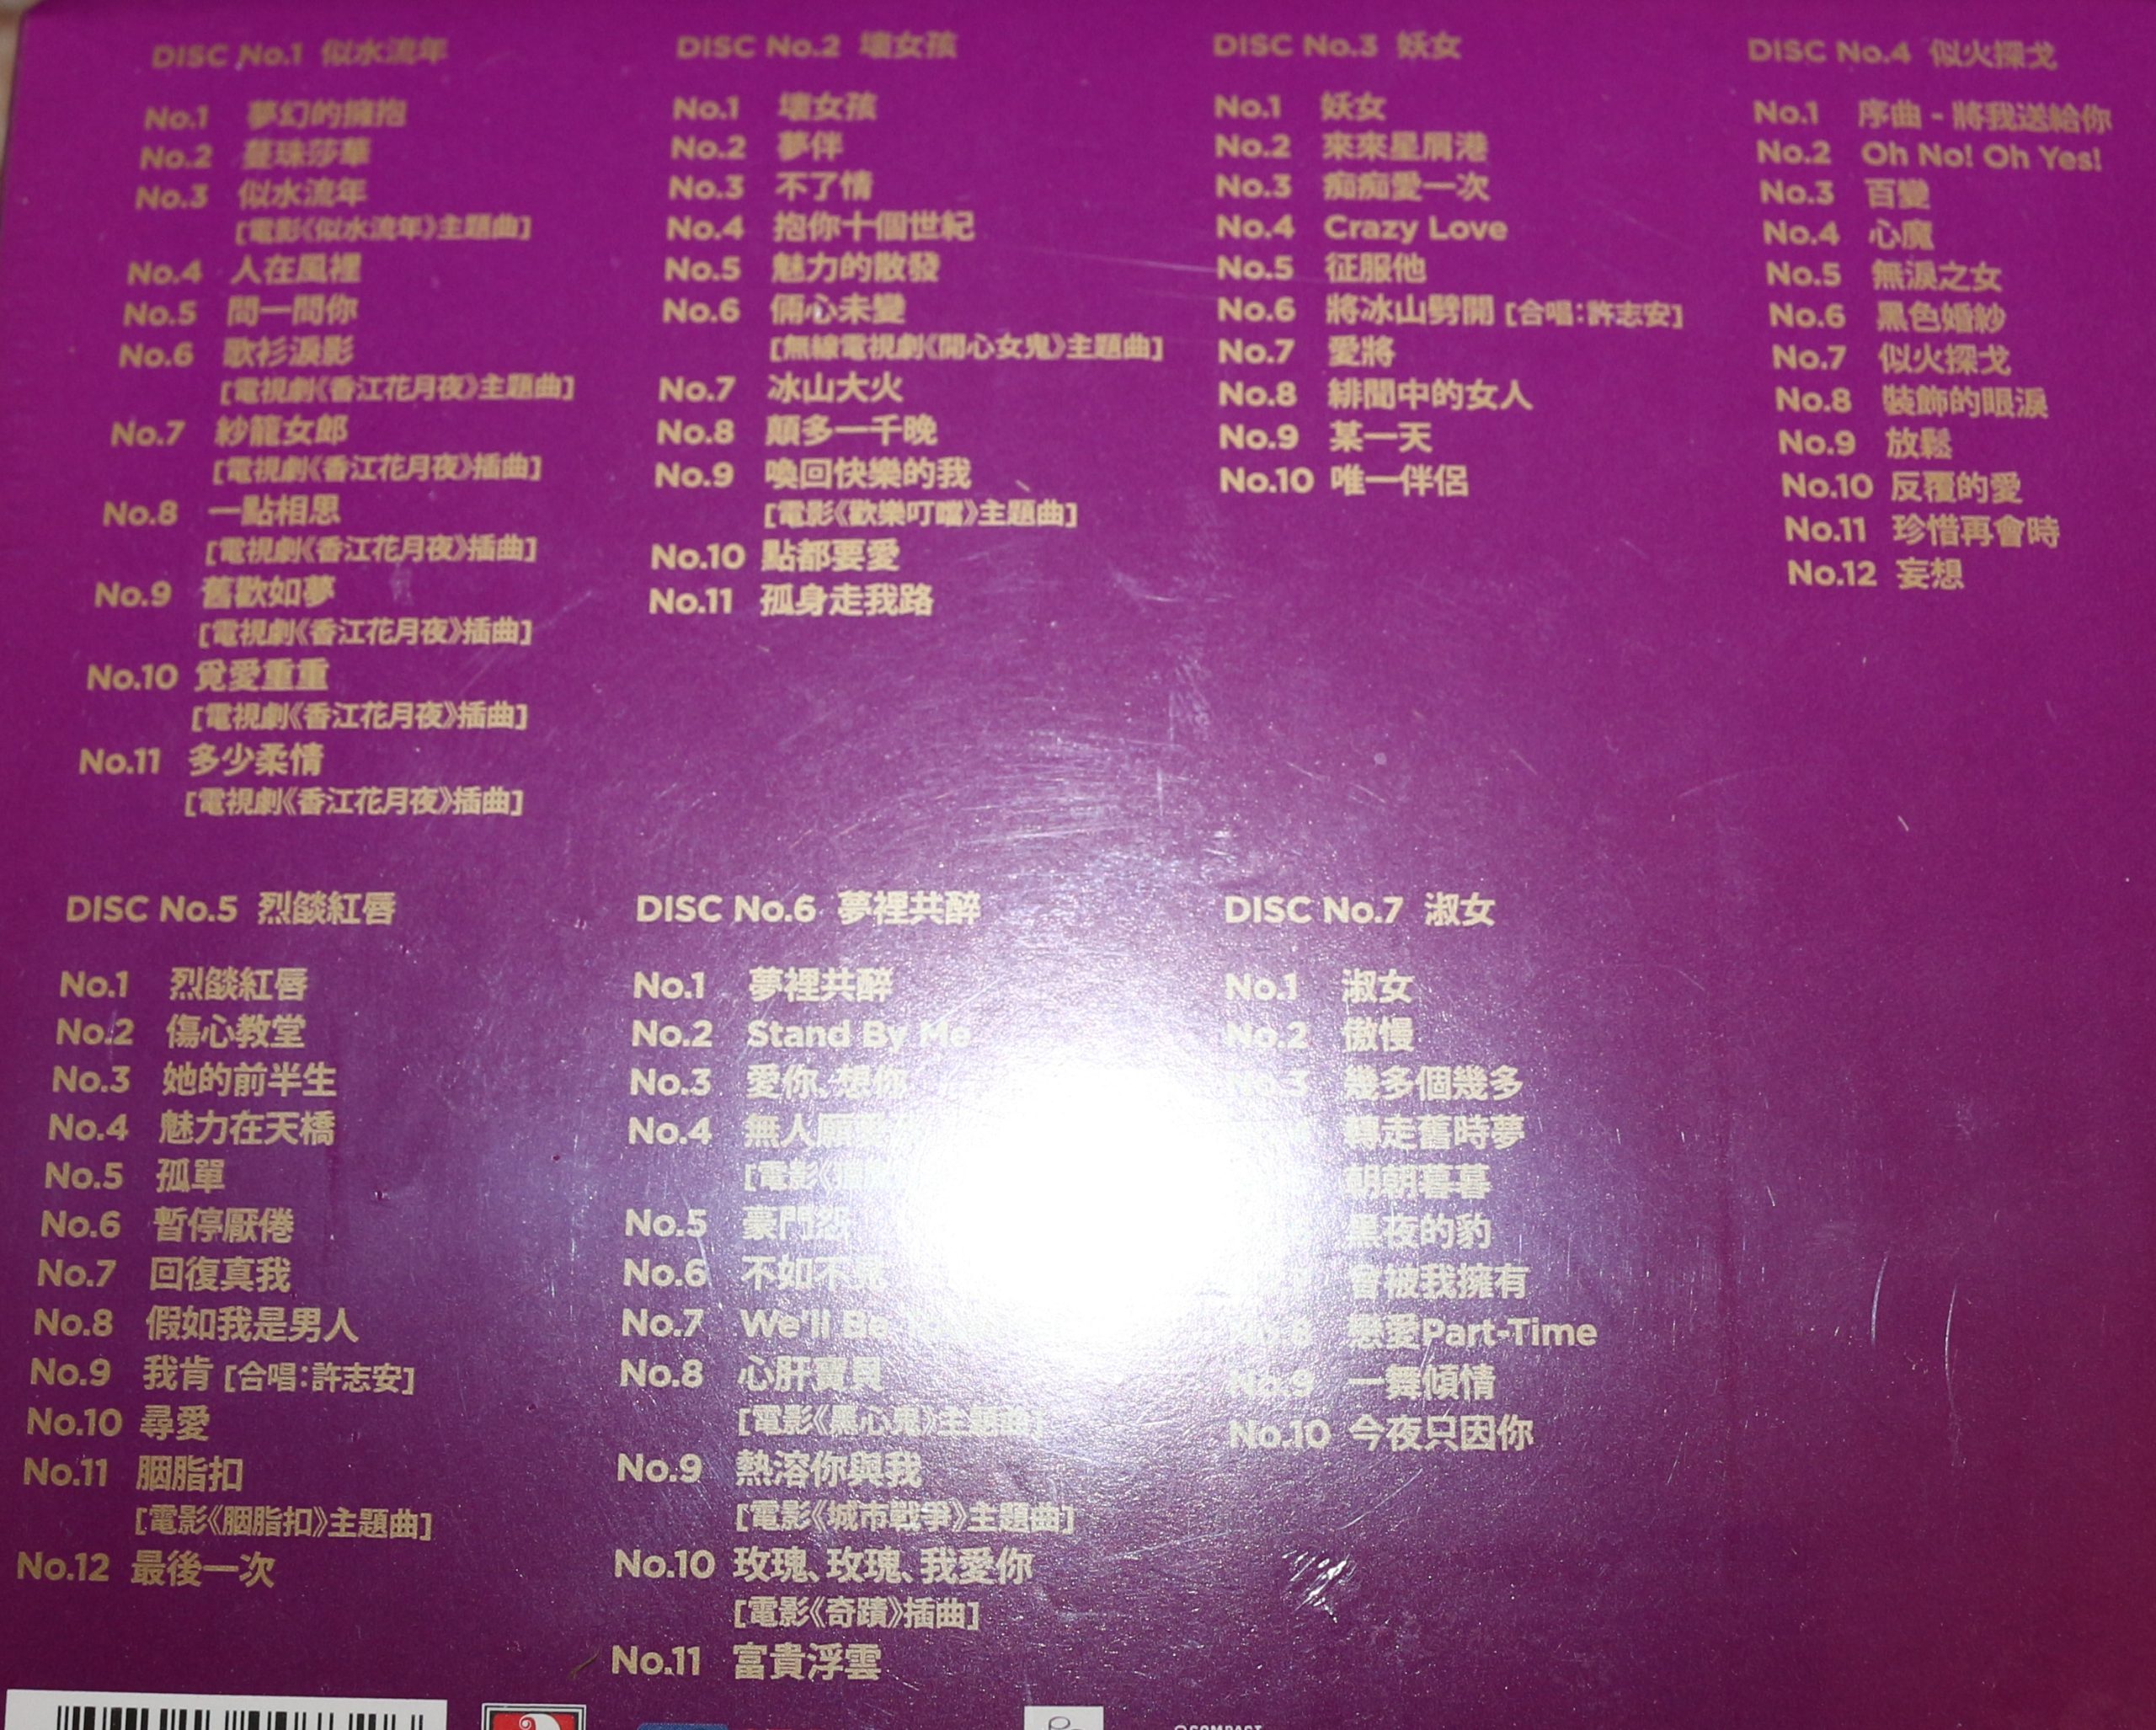 DISC No.1 似水流年
No.1 夢幻的擁抱
No.2 蔓珠莎華
No.3 似水流年
[電影《似水流年》主題曲]
No.4 人在風裡
No.5 問一問你
No.6 歌衫淚影
[電視劇《香江花月夜》主題曲]
No.7 紗籠女郎
[電視劇《香江花月夜》插曲]
No.8 一點相思
[電視劇《香江花月夜》插曲]
No.9 舊歡如夢
[電視劇《香江花月夜》插曲]
No.10 覓愛重重
[電視劇《香江花月夜》插曲]
No.11 多少柔情
[電視劇《香江花月夜》插曲]
DISC No.2 壞女孩
No.1 壞女孩
No.2 夢伴
No.3 不了情
No.4 抱你十個世紀
No.5 魅力的散發
No.6 倆心未變
[無線電視劇《開心女鬼》主題曲]
No.7 冰山大火
No.8 顛多一千晚
No.9 喚回快樂的我
[電影《歡樂叮噹》主題曲]
No.10 點都要愛
No.11 孤身走我路
DISC No.3 妖女
No.1 妖女
No.2 來來星屑港
No.3 痴痴愛一次
No.4 Crazy Love
No.5 征服他
No.6 將冰山劈開 [合唱:許志安]
No.7 愛將
No.8 緋聞中的女人
No.9 某一天
No.10 唯一伴侶
DISC No.4 似火探戈
No.1 序曲 - 將我送給你
No.2 Oh No! Oh Yes!
No.3 百變
No.4 心魔
No.5 無淚之女
No.6 黑色婚紗
No.7 似火探戈
No.8 裝飾的眼淚
No.9 放鬆
No.10 反覆的愛
No.11 珍惜再會時
No.12 妄想
DISC No.5 烈燄紅唇
No.1 烈燄紅唇
No.2 傷心教堂
No.3 她的前半生
No.4 魅力在天橋
No.5 孤單
No.6 暫停厭倦
No.7 回復真我
No.8 假如我是男人
No.9 我肯 [合唱:許志安]
No.10 尋愛
No.11 胭脂扣
[電影《胭脂扣》主題曲]
No.12 最後一次
DISC No.6 夢裡共醉
No.1 夢裡共醉
No.2 Stand By Me
No.3 愛你、想你
No.4 無人
[電影《
No.5 豪門怨
No.6 不如不見
No.7 We'll Be
No.8 心肝寶貝
[電影《黑心鬼》主題曲]
No.9 熱溶你與我
[電影《城市戰爭》主題曲]
No.10 玫瑰、玫瑰、我愛你
[電影《奇蹟》插曲]
No.11 富貴浮雲
DISC No.7 淑女
No.1 淑女
No.2 傲慢
No.3 幾多個幾多
轉走舊時夢
朝朝暮暮
黑夜的豹
曾被我擁有
No.8 戀愛Part-Time
No.9 一舞傾情
No.10 今夜只因你